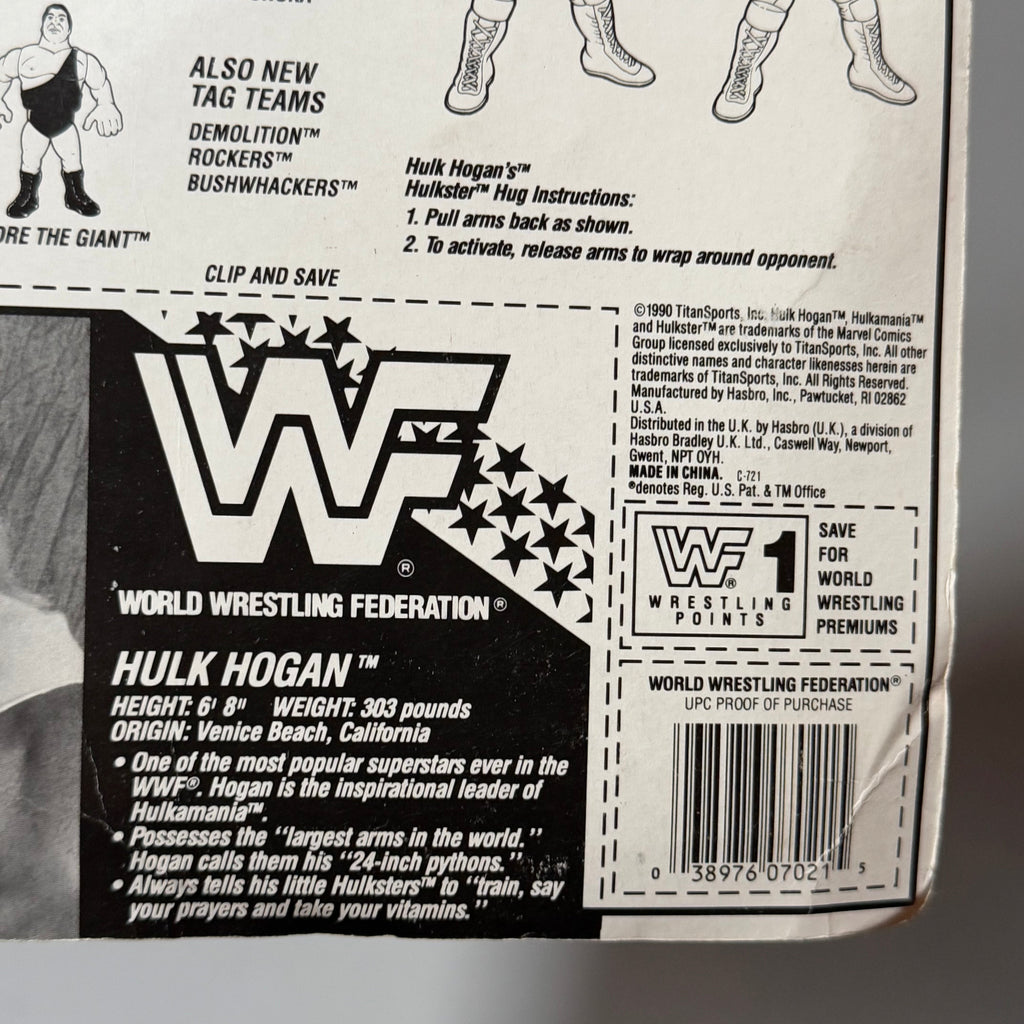 ALSO NEW
TAG TEAMS
DEMOLITION™
ROCKERS™
BUSHWHACKERS™
DRE THE GIANT™
Hulk Hogan's™
Hulkster™ Hug Instructions:
1. Pull arms back as shown.
2. To activate, release arms to wrap around opponent.
CLIP AND SAVE
WF
®
WORLD WRESTLING FEDERATION®
HULK HOGAN™
HEIGHT: 6' 8" WEIGHT: 303 pounds
ORIGIN: Venice Beach, California
• One of the most popular superstars ever in the
WWF®. Hogan is the inspirational leader of
Hulkamania™.
• Possesses the "largest arms in the world."
Hogan calls them his "24-inch pythons."
• Always tells his little Hulksters™ to "train, say
your prayers and take your vitamins."
©1990 TitanSports, Inc. Hulk Hogan™, Hulkamania™
and Hulkster™ are trademarks of the Marvel Comics
Group licensed exclusively to TitanSports, Inc. All other
distinctive names and character likenesses herein are
trademarks of TitanSports, Inc. All Rights Reserved.
Manufactured by Hasbro, Inc., Pawtucket, RI 02862
U.S.A.
Distributed in the U.K. by Hasbro (U.K.), a division of
Hasbro Bradley U.K. Ltd., Caswell Way, Newport,
Gwent, NPT OYH.
MADE IN CHINA. C-721
®denotes Reg. U.S. Pat. & TM Office
WF® 1
WRESTLING
POINTS
SAVE
FOR
WORLD
WRESTLING
PREMIUMS
WORLD WRESTLING FEDERATION®
UPC PROOF OF PURCHASE
0 38976 07021 5